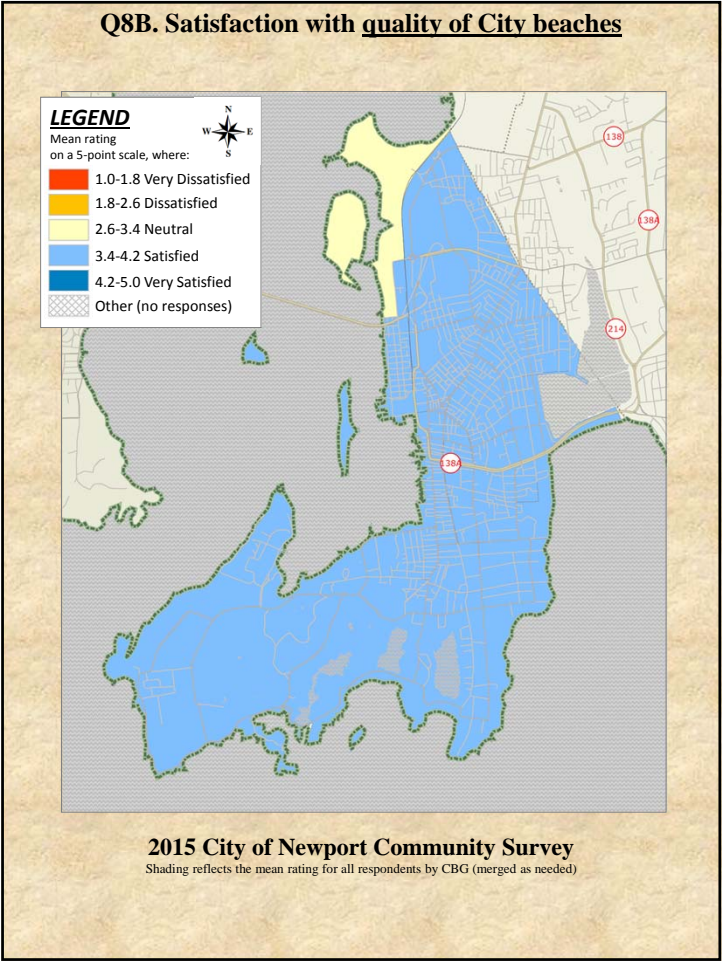 Q8B. Satisfaction with quality of City beaches
LEGEND
Mean rating
on a 5-point scale, where:
1.0-1.8 Very Dissatisfied
1.8-2.6 Dissatisfied
2.6-3.4 Neutral
3.4-4.2 Satisfied
4.2-5.0 Very Satisfied
Other (no responses)
N
W E
S
138
138A
214
138A
2015 City of Newport Community Survey
Shading reflects the mean rating for all respondents by CBG (merged as needed)